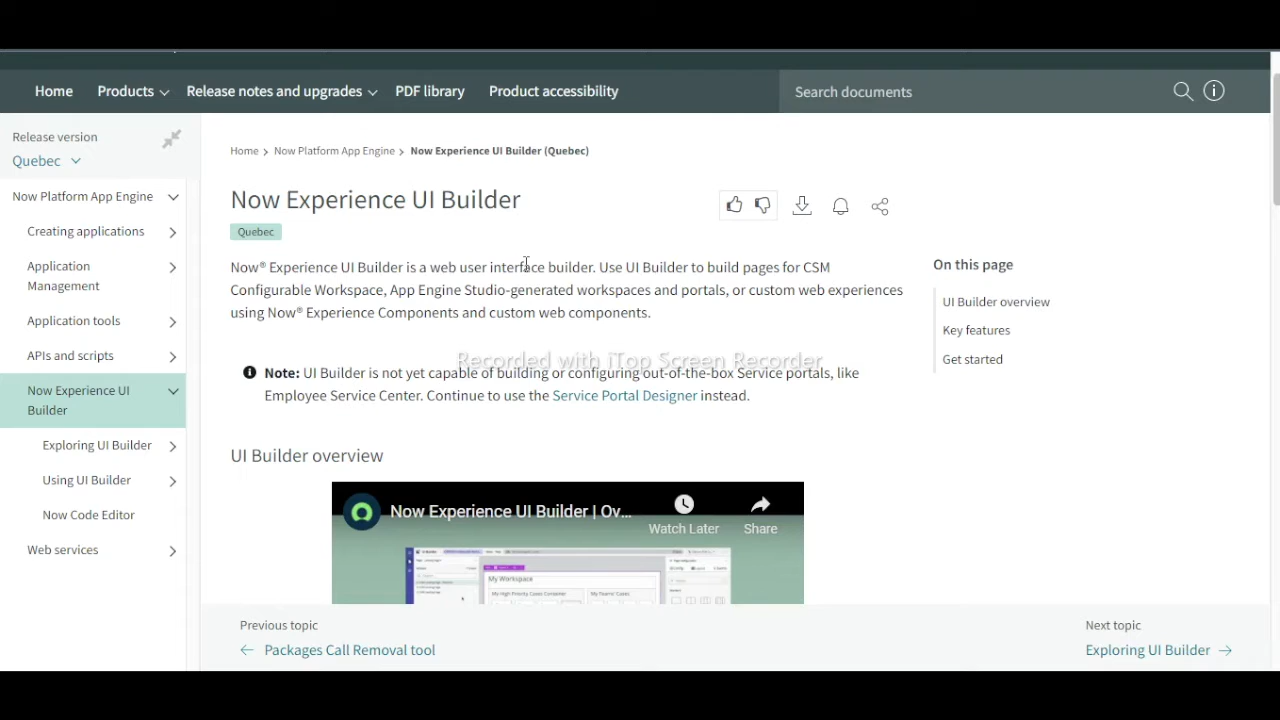 Home Products Release notes and upgrades PDF library Product accessibility Search documents
Release version
Quebec
Now Platform App Engine
Creating applications
Application
Management
Application tools
APIs and scripts
Now Experience UI
Builder
Exploring UI Builder
Using UI Builder
Now Code Editor
Web services
Home > Now Platform App Engine > Now Experience UI Builder (Quebec)
Now Experience UI Builder
Quebec
Now® Experience UI Builder is a web user interface builder. Use UI Builder to build pages for CSM
Configurable Workspace, App Engine Studio-generated workspaces and portals, or custom web experiences
using Now® Experience Components and custom web components.
Recorded with iTop Screen Recorder
Note: UI Builder is not yet capable of building or configuring out-of-the-box Service portals, like
Employee Service Center. Continue to use the Service Portal Designer instead.
UI Builder overview
Now Experience UI Builder | Ov...
Watch Later
Share
My Workspace
My High Priority Cases Container
My Teams' Cases
On this page
UI Builder overview
Key features
Get started
Previous topic
← Packages Call Removal tool
Next topic
Exploring UI Builder →